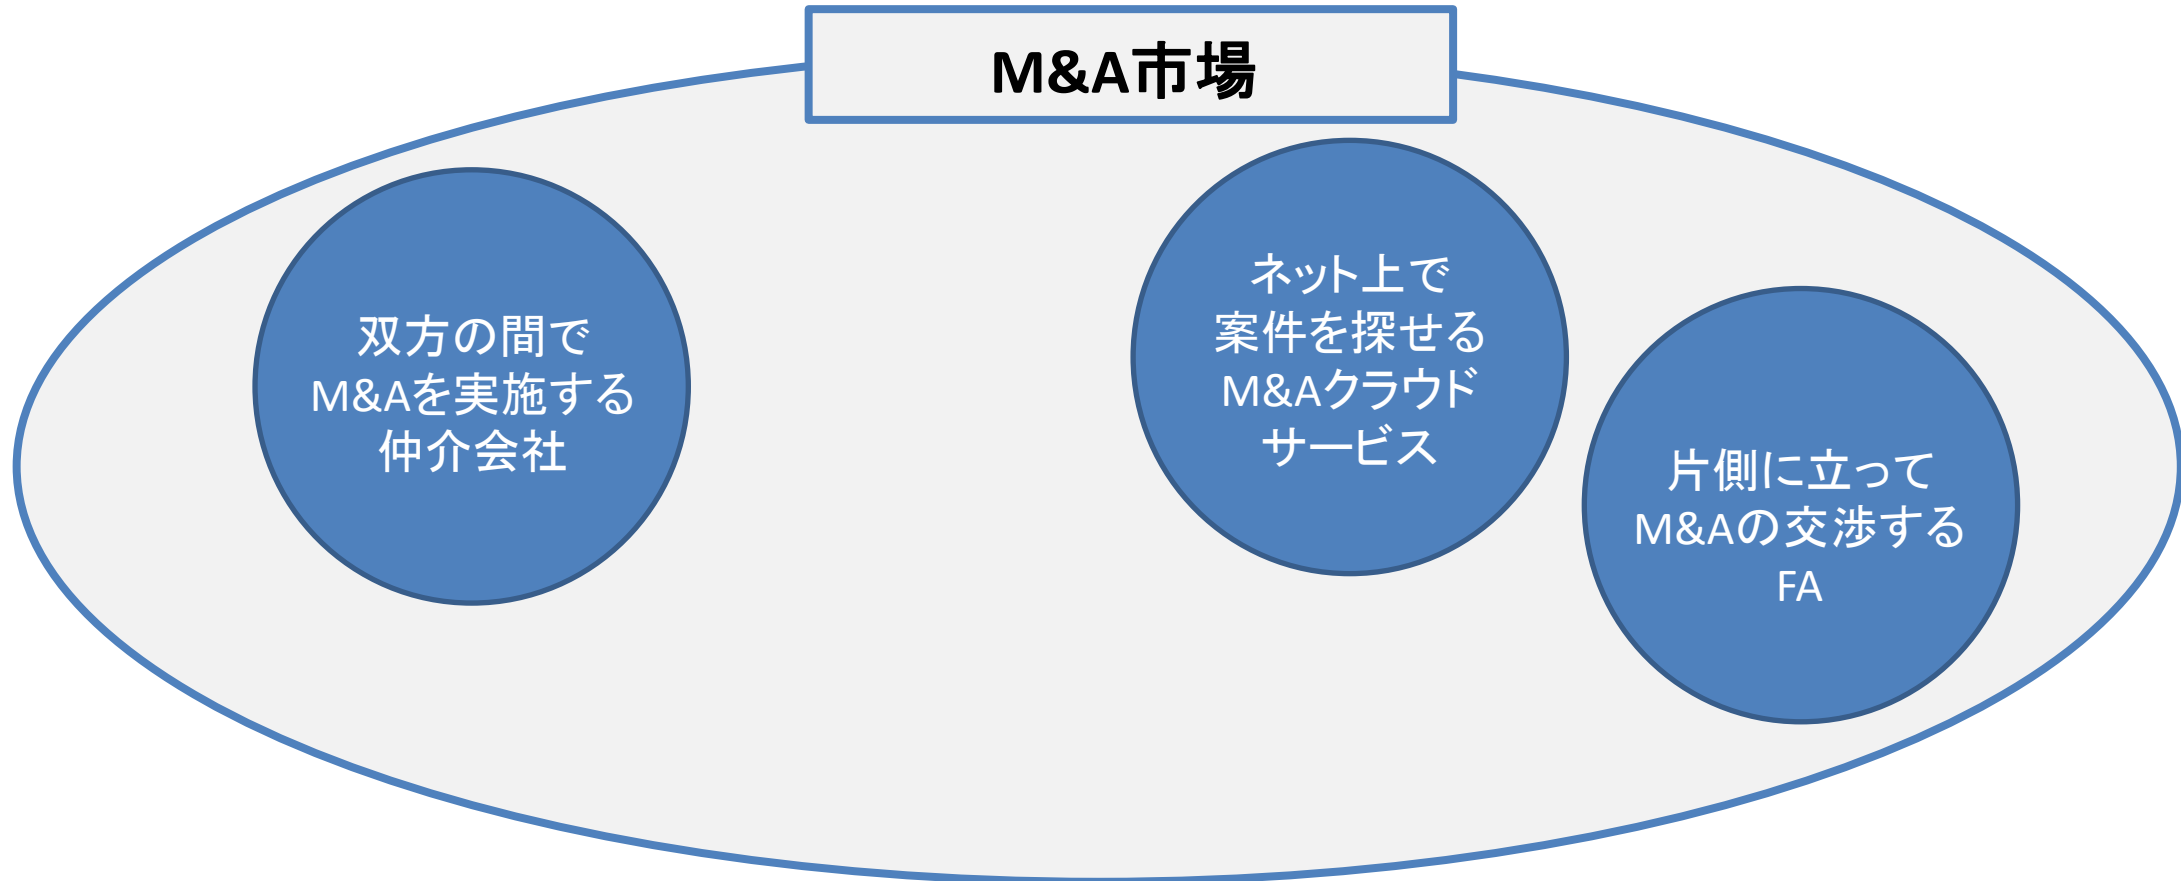 M&A市場
双方の間で
M&Aを実施する
仲介会社
ネット上で
案件を探せる
M&Aクラウド
サービス
片側に立って
M&Aの交渉する
FA